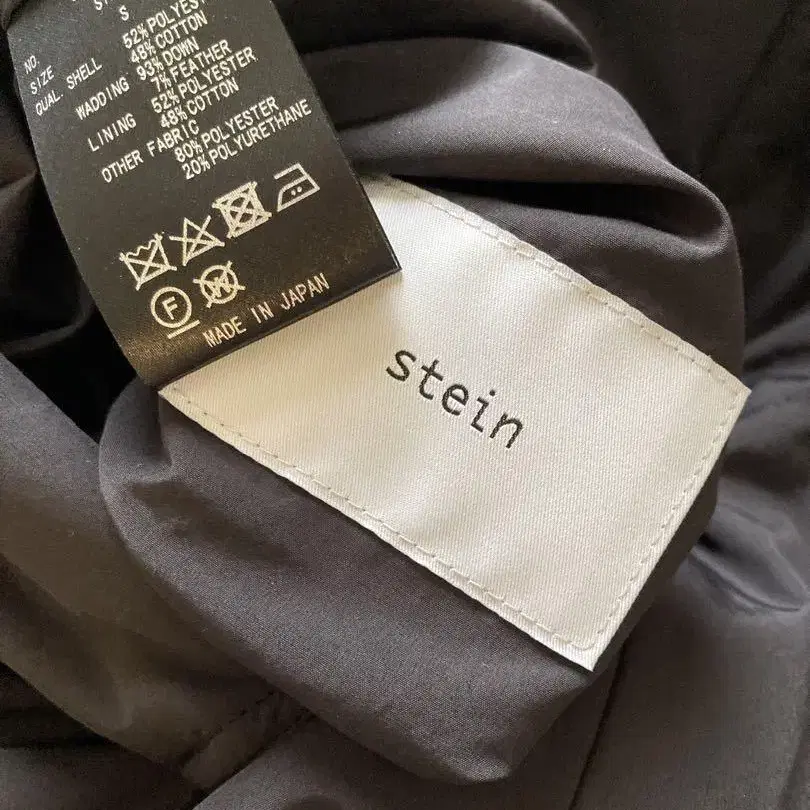 NO.
SIZE S
QUAL. SHELL 52%POLYESTER
48%COTTON
WADDING 93%DOWN
7%FEATHER
LINING 52%POLYESTER
48%COTTON
OTHER FABRIC
80%POLYESTER
20%POLYURETHANE
F W
MADE IN JAPAN
stein